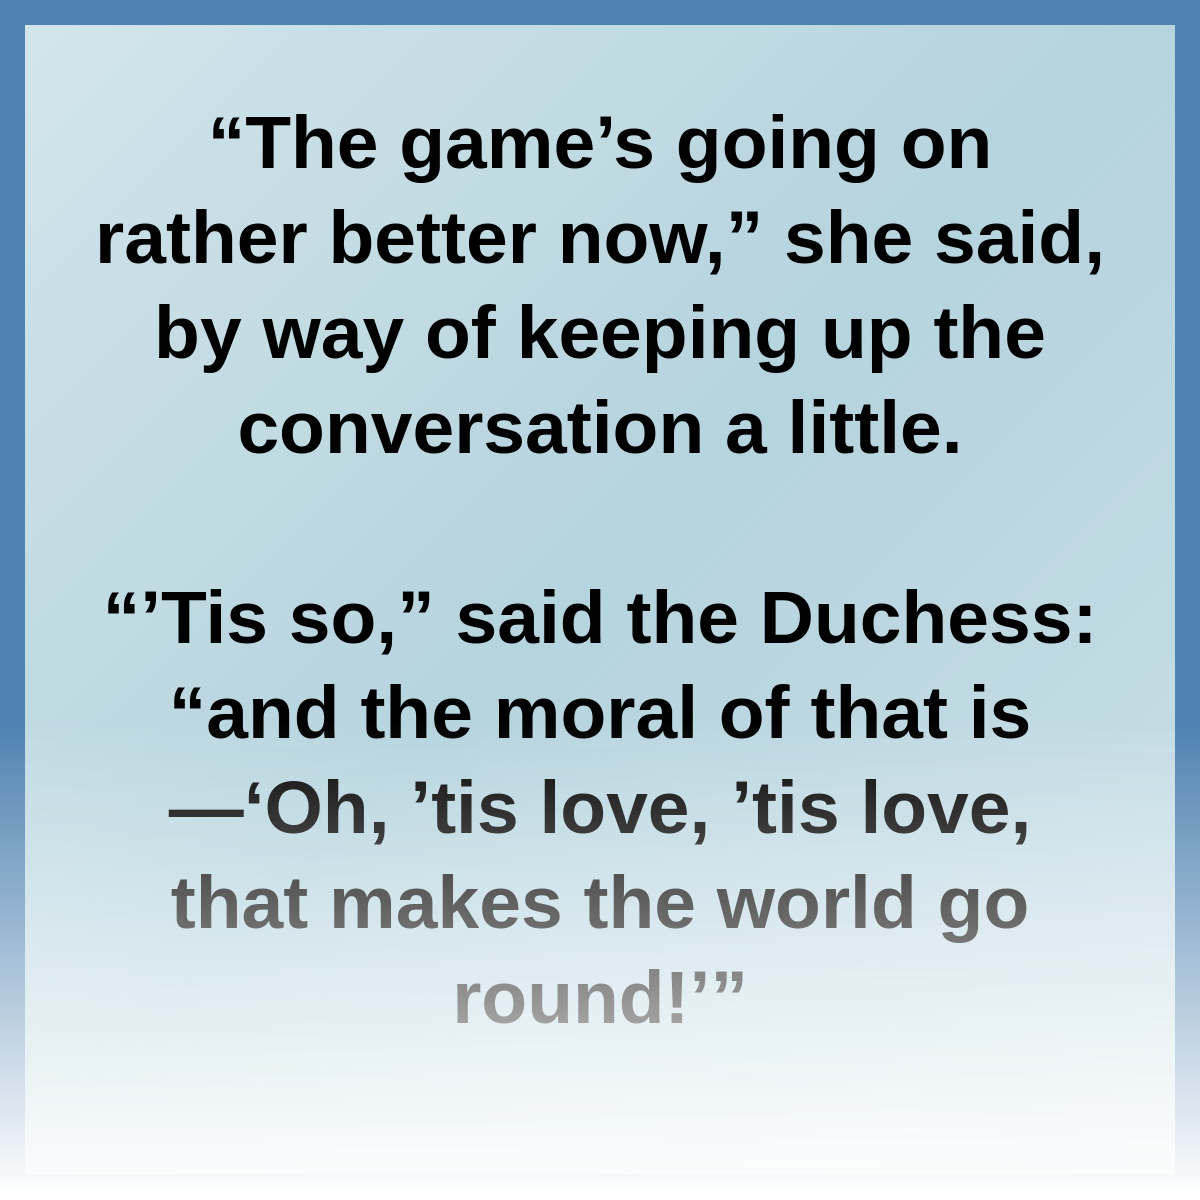 “The game’s going on
rather better now,” she said,
by way of keeping up the
conversation a little.
“’Tis so,” said the Duchess:
“and the moral of that is
—‘Oh, ’tis love, ’tis love,
that makes the world go
round!’”